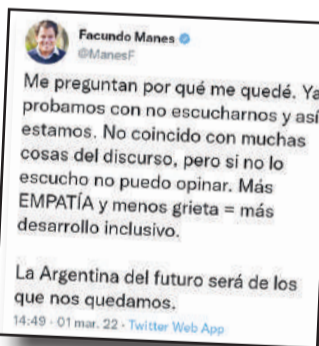 Facundo Manes
@ManesF
Me preguntan por qué me quedé. Ya
probamos con no escucharnos y así
estamos. No coincido con muchas
cosas del discurso, pero si no lo
escucho no puedo opinar. Más
EMPATÍA y menos grieta = más
desarrollo inclusivo.
La Argentina del futuro será de los
que nos quedamos.
14:49 · 01 mar. 22 · Twitter Web App